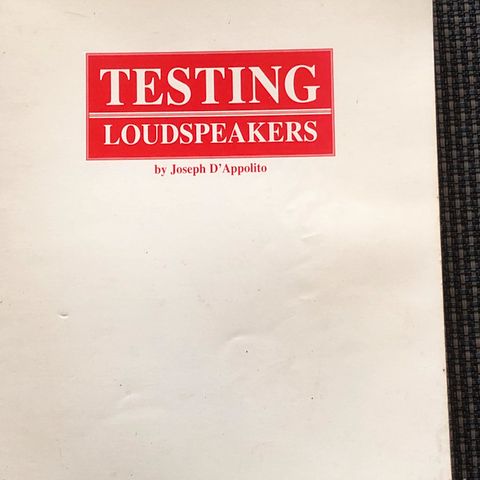 TESTING
LOUDSPEAKERS
by Joseph D'Appolito